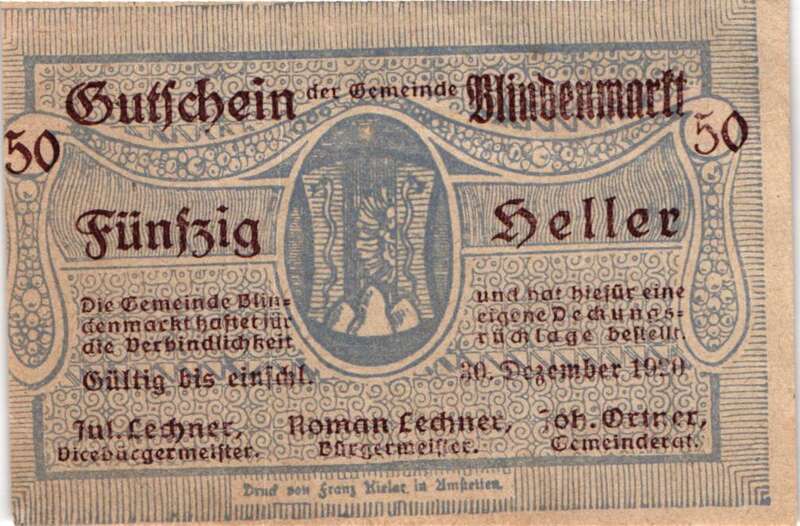 Gutschein der Gemeinde Blindenmarkt
50 50
Fünfzig Heller
Die Gemeinde Blin=
denmarkt haftet für
die Verbindlichkeit
und hat hiefür eine
eigene Deckungs=
rücklage bestellt.
Gültig bis einschl. 30. Dezember 1920
Jul. Lechner, Roman Lechner, Joh. Ortner,
Vicebürgermeister. Bürgermeister. Gemeinderat.
Druck von Franz Kielar in Amstetten.